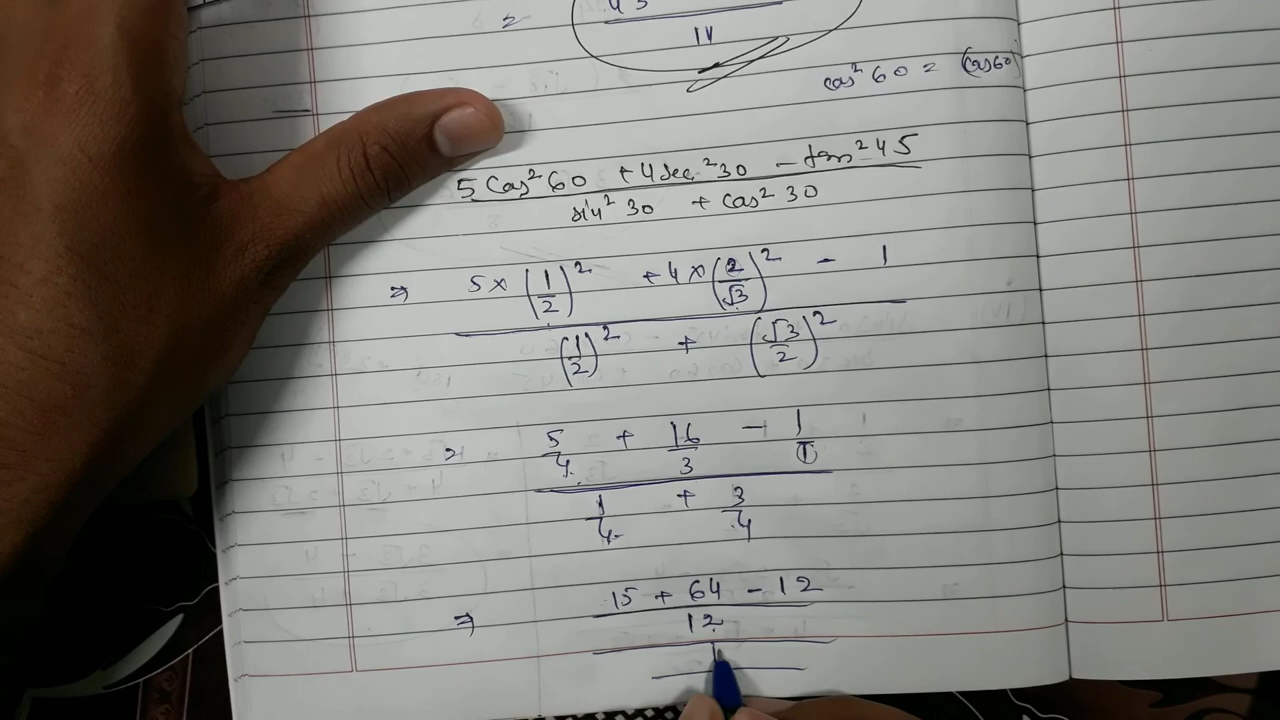 =
14
cos² 60 = (cos60)
5 Cos² 60 + 4 sec² 30 - tan² 45
sin² 30 + cos² 30
⇒ 5 × (1/2)² + 4 × (2/√3)² - 1
(1/2)² + (√3/2)²
= 5/4 + 16/3 - 1/1
1/4 + 3/4
⇒ 15 + 64 - 12
12